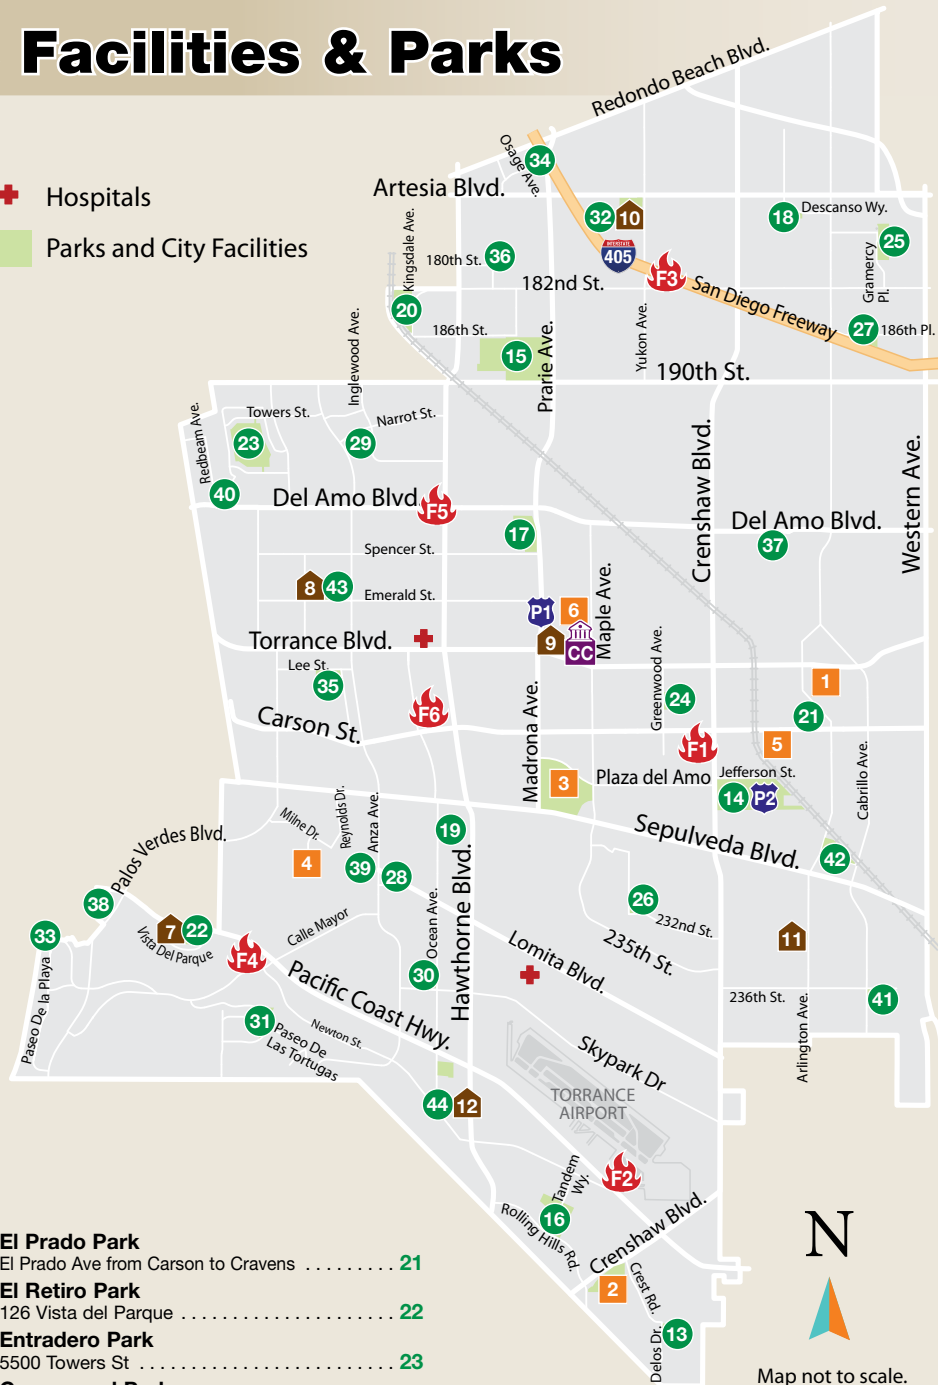 Facilities & Parks
Hospitals
Parks and City Facilities
Redondo Beach Blvd.
Osage Ave.
34
Artesia Blvd.
32
10
18
Descanso Wy.
Kingsdale Ave.
180th St.
36
INTERSTATE
405
F3
25
Gramercy
Pl.
182nd St.
San Diego Freeway
20
186th St.
Yukon Ave.
27
186th Pl.
Inglewood Ave.
15
Prarie Ave.
190th St.
Redbeam Ave.
Towers St.
Narrot St.
23
29
Crenshaw Blvd.
Western Ave.
40
Del Amo Blvd.
F5
17
Del Amo Blvd.
37
Spencer St.
8
43
Emerald St.
P1
6
Maple Ave.
Torrance Blvd.
9
CC
Lee St.
35
Greenwood Ave.
24
1
F6
21
Carson St.
Madrona Ave.
F1
5
3
Plaza del Amo
Jefferson St.
14
P2
Cabrillo Ave.
Milne Dr.
Reynolds Dr.
Anza Ave.
19
Sepulveda Blvd.
42
Palos Verdes Blvd.
4
39
28
Hawthorne Blvd.
38
26
232nd St.
33
7
22
Vista Del Parque
F4
Calle Mayor
Ocean Ave.
235th St.
11
Lomita Blvd.
30
Pacific Coast Hwy.
236th St.
41
Paseo De la Playa
31
Paseo De
Las Tortugas
Newton St.
Arlington Ave.
Skypark Dr
TORRANCE
AIRPORT
44
12
Tandem
Wy.
F2
16
Rolling Hills Rd.
Crenshaw Blvd.
2
Crest Rd.
13
Delos Dr.
N
Map not to scale.
El Prado Park
El Prado Ave from Carson to Cravens . . . . . . . . . 21
El Retiro Park
126 Vista del Parque . . . . . . . . . . . . . . . . . . . . . 22
Entradero Park
5500 Towers St . . . . . . . . . . . . . . . . . . . . . . . . . 23